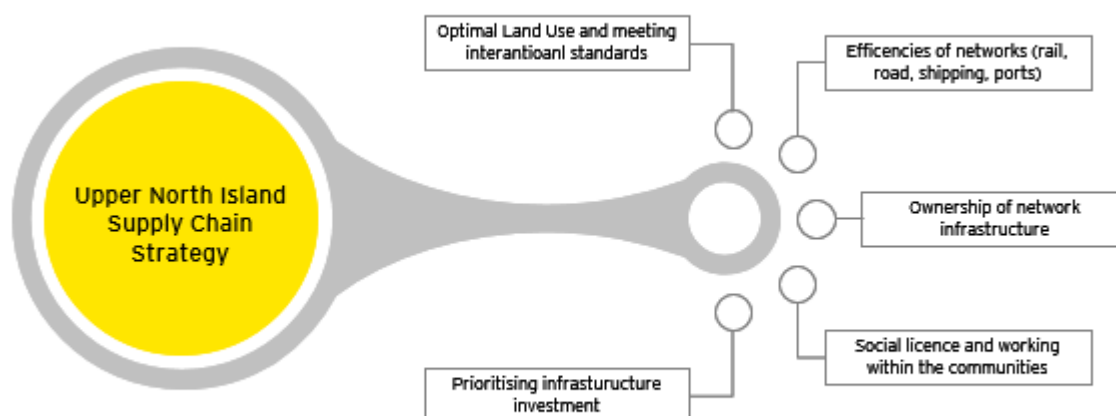 Upper North Island
Supply Chain
Strategy
Optimal Land Use and meeting
interantioanl standards
Efficencies of networks (rail,
road, shipping, ports)
Ownership of network
infrastructure
Social licence and working
within the communities
Prioritising infrasturucture
investment